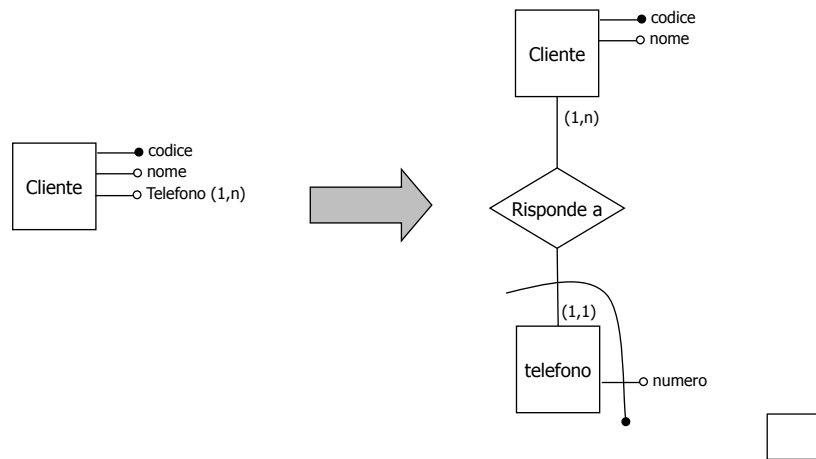 Cliente
codice
nome
Telefono (1,n)
Cliente
codice
nome
(1,n)
Risponde a
(1,1)
telefono
numero